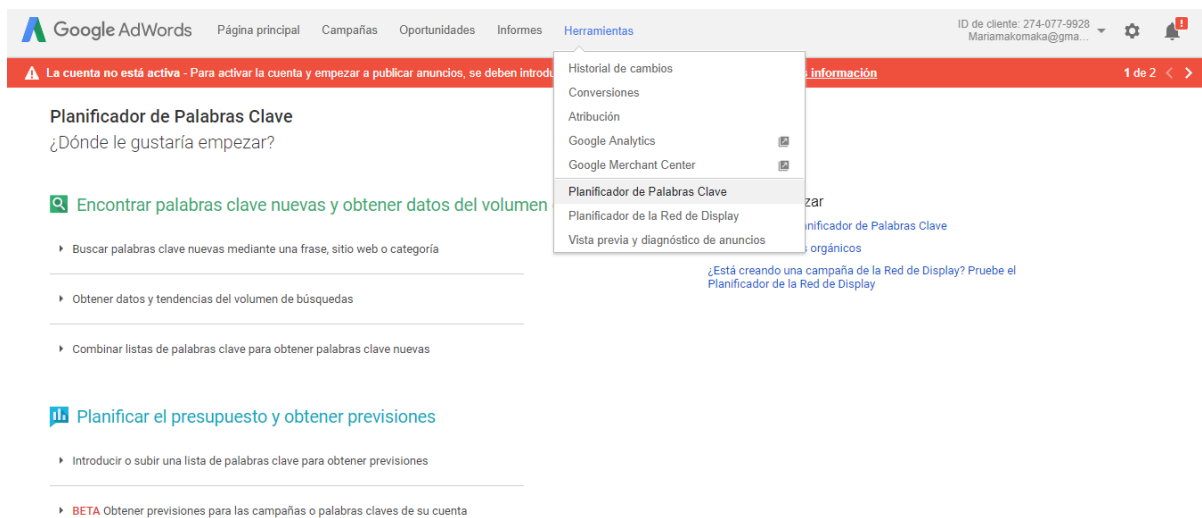 Google AdWords Página principal Campañas Oportunidades Informes Herramientas ID de cliente: 274-077-9928
Mariamakomaka@gma...
La cuenta no está activa - Para activar la cuenta y empezar a publicar anuncios, se deben introdu
s información 1 de 2
Historial de cambios
Conversiones
Atribución
Google Analytics
Google Merchant Center
Planificador de Palabras Clave
Planificador de la Red de Display
Vista previa y diagnóstico de anuncios
Planificador de Palabras Clave
¿Dónde le gustaría empezar?
Encontrar palabras clave nuevas y obtener datos del volumen
Buscar palabras clave nuevas mediante una frase, sitio web o categoría
Obtener datos y tendencias del volumen de búsquedas
Combinar listas de palabras clave para obtener palabras clave nuevas
Planificar el presupuesto y obtener previsiones
Introducir o subir una lista de palabras clave para obtener previsiones
BETA Obtener previsiones para las campañas o palabras claves de su cuenta
zar
nificador de Palabras Clave
s orgánicos
¿Está creando una campaña de la Red de Display? Pruebe el
Planificador de la Red de Display